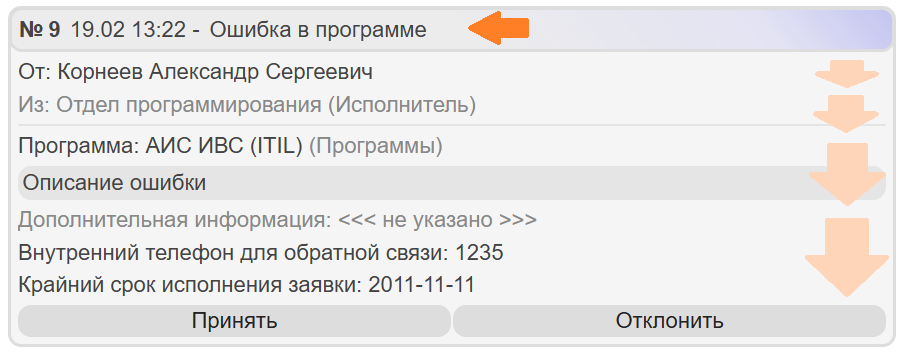 № 9 19.02 13:22 - Ошибка в программе
От: Корнеев Александр Сергеевич
Из: Отдел программирования (Исполнитель)
Программа: АИС ИВС (ITIL) (Программы)
Описание ошибки
Дополнительная информация: <<< не указано >>>
Внутренний телефон для обратной связи: 1235
Крайний срок исполнения заявки: 2011-11-11
Принять Отклонить